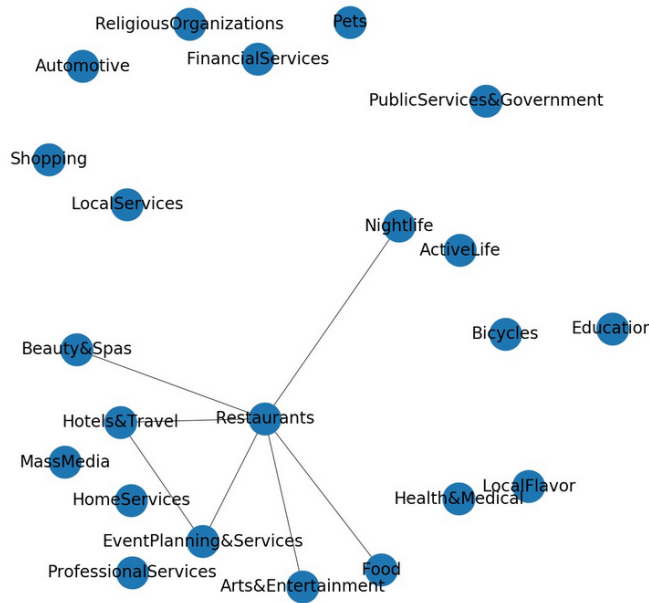 ReligiousOrganizations
Pets
Automotive
FinancialServices
PublicServices&Government
Shopping
LocalServices
Nightlife
ActiveLife
Bicycles
Education
Beauty&Spas
Hotels&Travel
Restaurants
MassMedia
HomeServices
Health&Medical
LocalFlavor
EventPlanning&Services
ProfessionalServices
Arts&Entertainment
Food